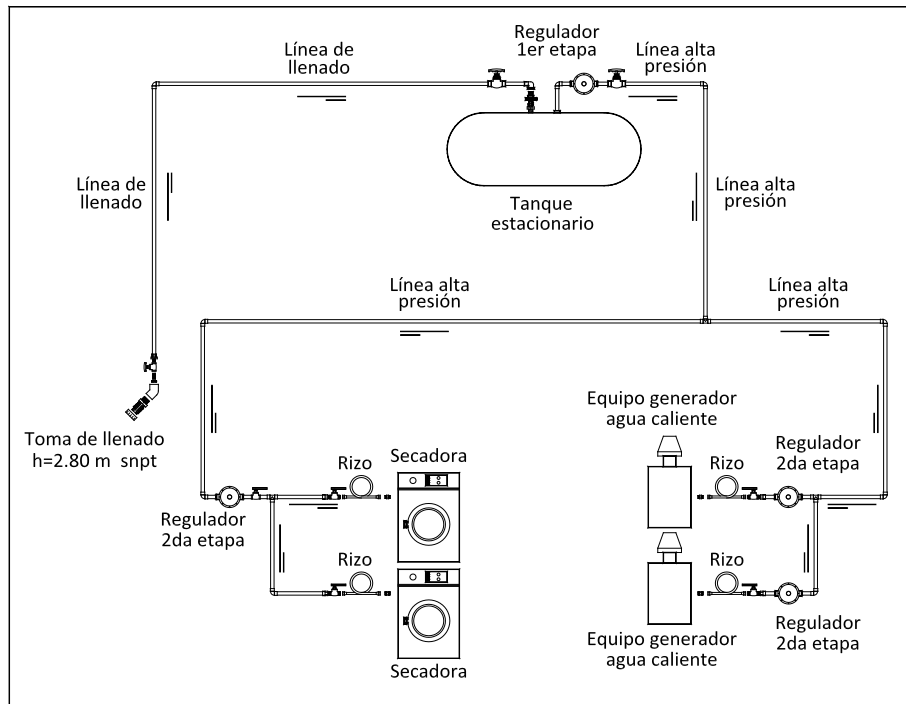 Regulador
1er etapa
Línea de
llenado
Línea alta
presión
Línea de
llenado
Línea alta
presión
Tanque
estacionario
Línea alta
presión
Línea alta
presión
Toma de llenado
h=2.80 m snpt
Equipo generador
agua caliente
Regulador
2da etapa
Secadora
Rizo
Rizo
Regulador
2da etapa
Rizo
Rizo
Regulador
2da etapa
Equipo generador
agua caliente
Secadora